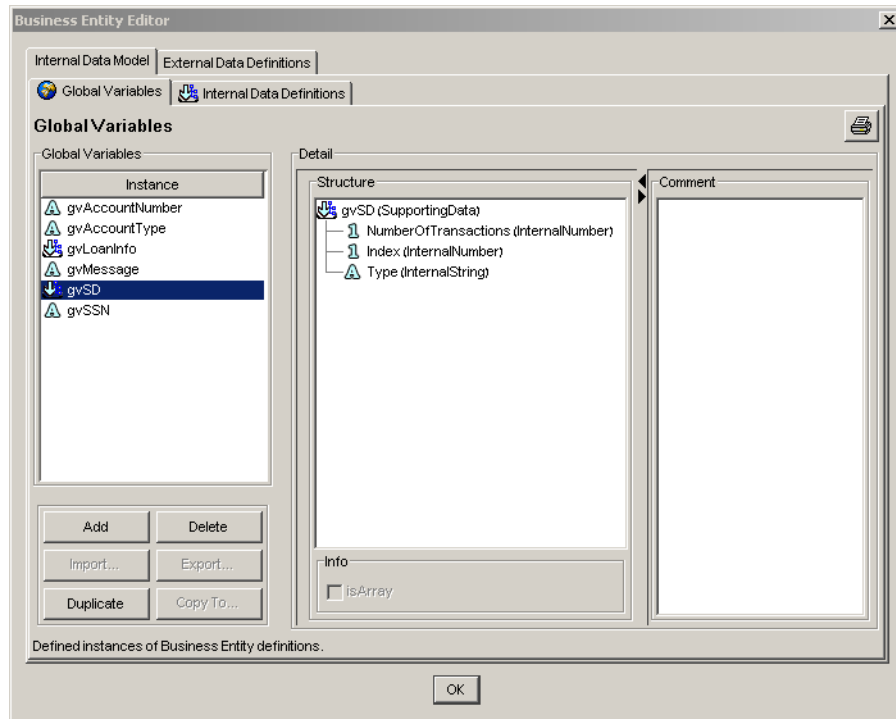 Business Entity Editor
Internal Data Model
External Data Definitions
Global Variables
Internal Data Definitions
Global Variables
Global Variables
Instance
gvAccountNumber
gvAccountType
gvLoanInfo
gvMessage
gvSD
gvSSN
Add
Delete
Import...
Export...
Duplicate
Copy To...
Detail
Structure
gvSD (SupportingData)
NumberOfTransactions (InternalNumber)
Index (InternalNumber)
Type (InternalString)
Info
isArray
Comment
Defined instances of Business Entity definitions.
OK